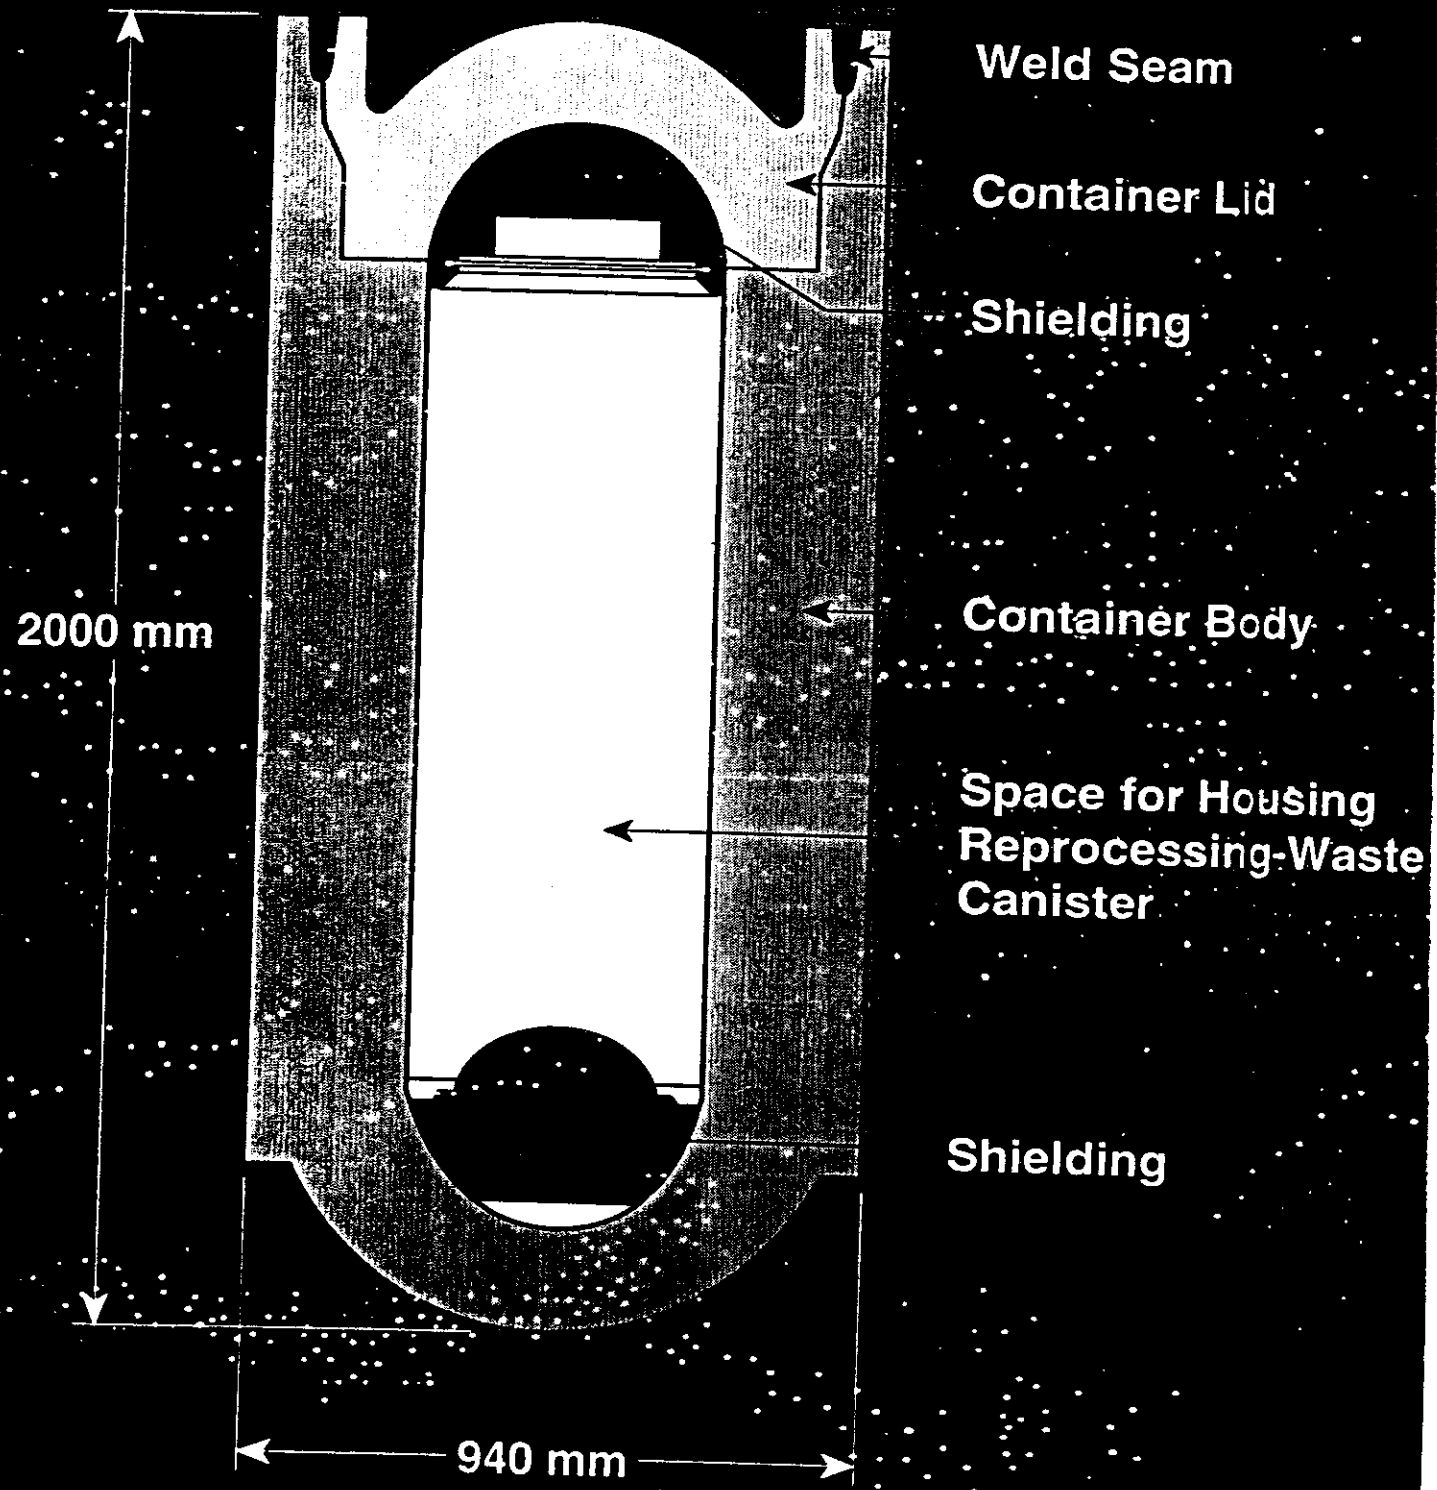 Weld Seam
Container Lid
Shielding
2000 mm
Container Body
Space for Housing
Reprocessing-Waste
Canister
Shielding
940 mm